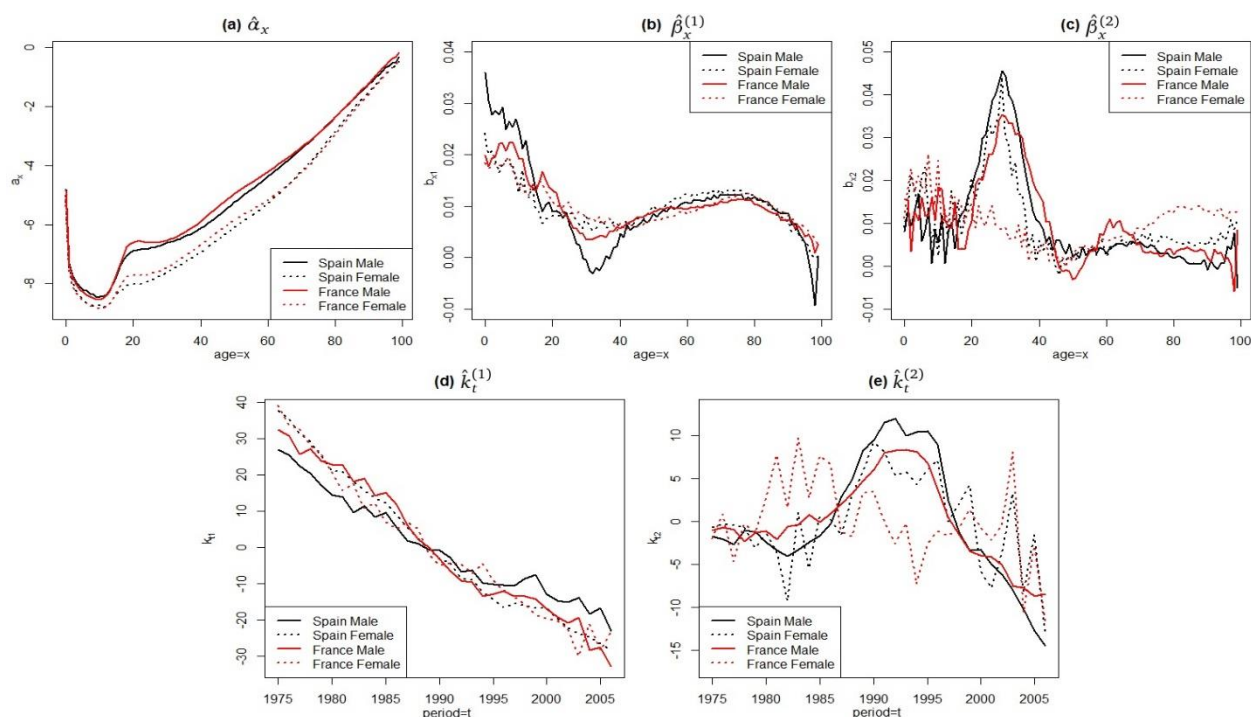 (a) α̂ₓ
0
-2
-4
-6
-8
aₓ
Spain Male
Spain Female
France Male
France Female
0 20 40 60 80 100
age=x
(b) β̂ₓ⁽¹⁾
0.04
0.03
0.02
0.01
0.00
-0.01
bₓ₁
Spain Male
Spain Female
France Male
France Female
0 20 40 60 80 100
age=x
(c) β̂ₓ⁽²⁾
0.05
0.04
0.03
0.02
0.01
0.00
-0.01
bₓ₂
Spain Male
Spain Female
France Male
France Female
0 20 40 60 80 100
age=x
(d) k̂ₜ⁽¹⁾
40
30
20
10
0
-10
-20
-30
kₜ₁
Spain Male
Spain Female
France Male
France Female
1975 1980 1985 1990 1995 2000 2005
period=t
(e) k̂ₜ⁽²⁾
10
5
0
-5
-10
-15
kₜ₂
Spain Male
Spain Female
France Male
France Female
1975 1980 1985 1990 1995 2000 2005
period=t